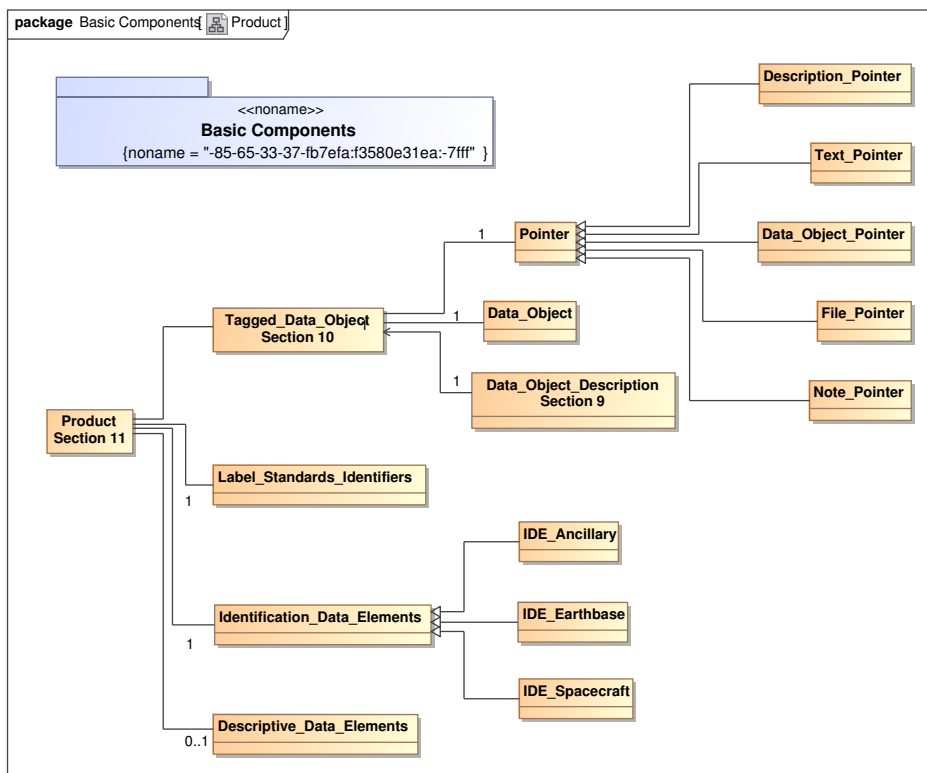 package Basic Components[ Product ]
<<noname>>
Basic Components
{noname = "-85-65-33-37-fb7efa:f3580e31ea:-7fff" }
Description_Pointer
Text_Pointer
1
Pointer
Data_Object_Pointer
Tagged_Data_Object
Section 10
1
Data_Object
File_Pointer
1
Data_Object_Description
Section 9
Note_Pointer
Product
Section 11
Label_Standards_Identifiers
1
IDE_Ancillary
Identification_Data_Elements
1
IDE_Earthbase
IDE_Spacecraft
Descriptive_Data_Elements
0..1